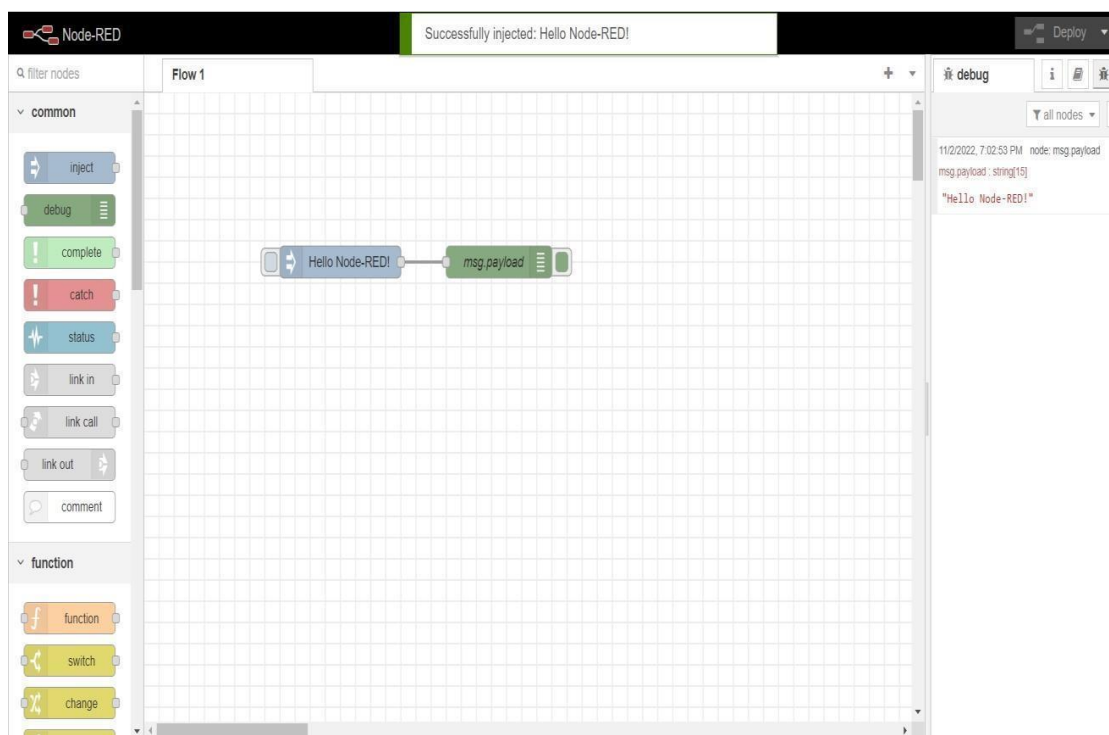 Node-RED
Successfully injected: Hello Node-RED!
Deploy
filter nodes
Flow 1
debug
i
common
all nodes
inject
debug
complete
catch
status
link in
link call
link out
comment
function
function
switch
change
Hello Node-RED!
msg.payload
11/2/2022, 7:02:53 PM node: msg.payload
msg.payload : string[15]
"Hello Node-RED!"